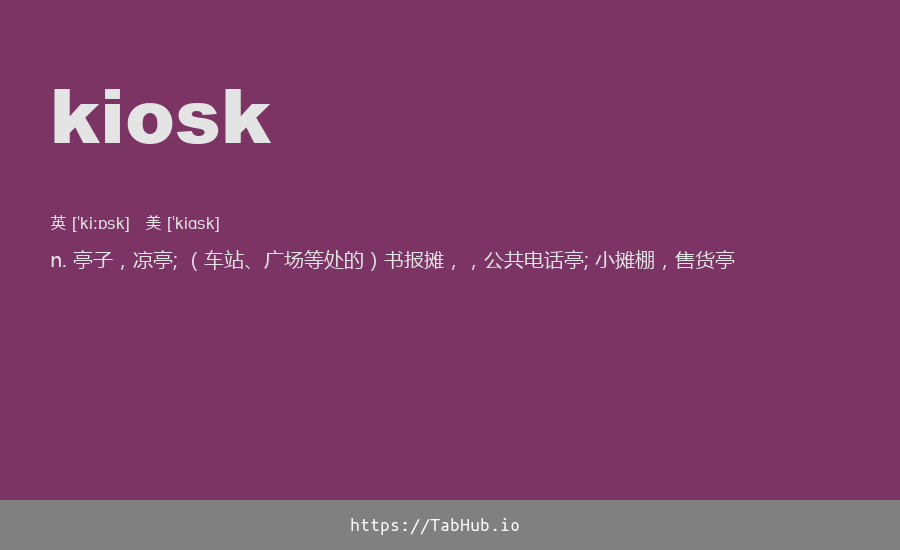 kiosk
英 [ˈkiːɒsk]   美 [ˈkiɑsk]
n. 亭子，凉亭; （车站、广场等处的）书报摊，，公共电话亭; 小摊棚，售货亭
https://TabHub.io